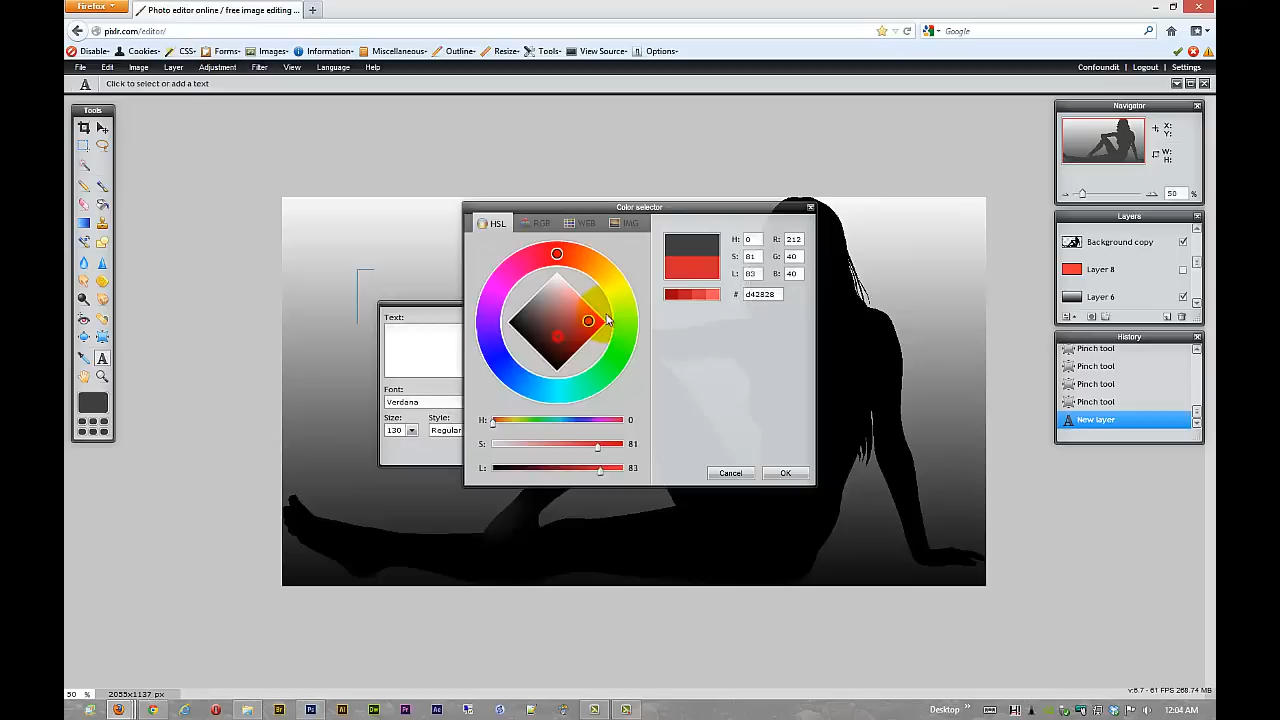 Firefox
Photo editor online / free image editing ...
pixlr.com/editor/
Google
Disable- Cookies- CSS- Forms- Images- Information- Miscellaneous- Outline- Resize- Tools- View Source- Options-
File Edit Image Layer Adjustment Filter View Language Help
Confoundit Logout Settings
A Click to select or add a text
Tools
Navigator
X:
Y:
W:
H:
50 %
Color selector
HSL RGB WEB IMG
H: 0 R: 212
S: 81 G: 40
L: 83 B: 40
# d42828
Text:
Font:
Verdana
Size: Style:
130 Regular
H: 0
S: 81
L: 83
Cancel OK
Layers
Background copy
Layer 8
Layer 6
History
Pinch tool
Pinch tool
Pinch tool
Pinch tool
A New layer
50 % 2055x1137 px
v:6.7 - 61 FPS 268.74 MB
Desktop
12:04 AM